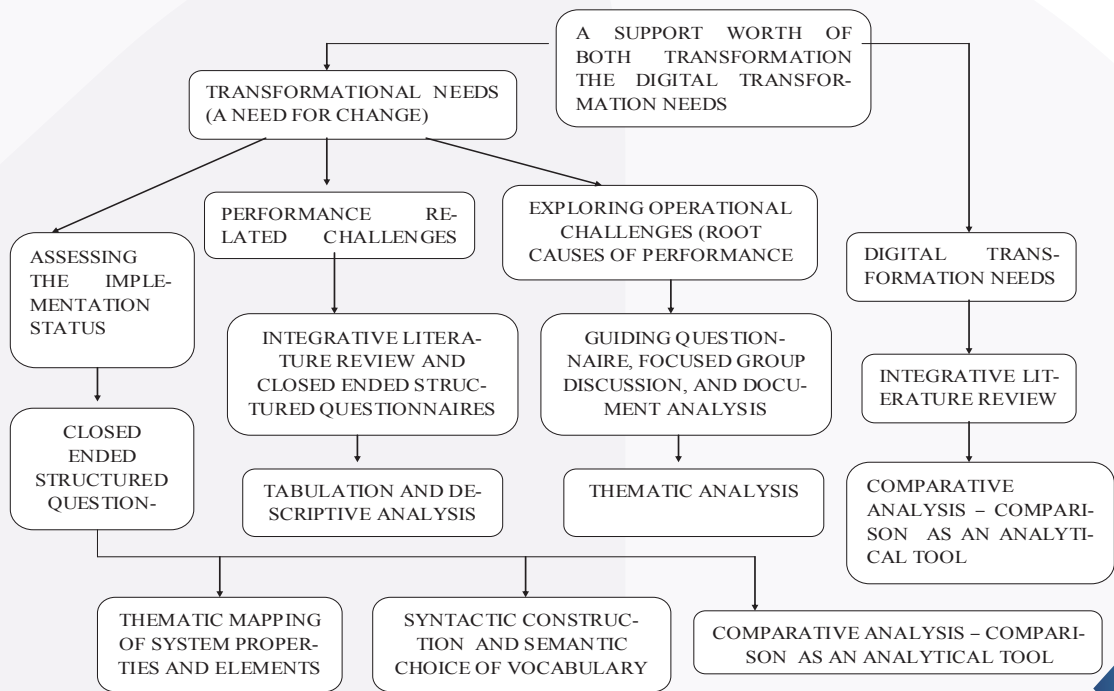 A SUPPORT WORTH OF
BOTH TRANSFORMATION
THE DIGITAL TRANSFOR-
MATION NEEDS
TRANSFORMATIONAL NEEDS
(A NEED FOR CHANGE)
ASSESSING
THE IMPLE-
MENTATION
STATUS
PERFORMANCE RE-
LATED CHALLENGES
EXPLORING OPERATIONAL
CHALLENGES (ROOT
CAUSES OF PERFORMANCE
DIGITAL TRANS-
FORMATION NEEDS
CLOSED
ENDED
STRUCTURED
QUESTION-
INTEGRATIVE LITERA-
TURE REVIEW AND
CLOSED ENDED STRUC-
TURED QUESTIONNAIRES
GUIDING QUESTION-
NAIRE, FOCUSED GROUP
DISCUSSION, AND DOCU-
MENT ANALYSIS
INTEGRATIVE LIT-
ERATURE REVIEW
TABULATION AND DE-
SCRIPTIVE ANALYSIS
THEMATIC ANALYSIS
COMPARATIVE
ANALYSIS – COMPARI-
SON AS AN ANALYTI-
CAL TOOL
THEMATIC MAPPING
OF SYSTEM PROPER-
TIES AND ELEMENTS
SYNTACTIC CONSTRUC-
TION AND SEMANTIC
CHOICE OF VOCABULARY
COMPARATIVE ANALYSIS – COMPARI-
SON AS AN ANALYTICAL TOOL